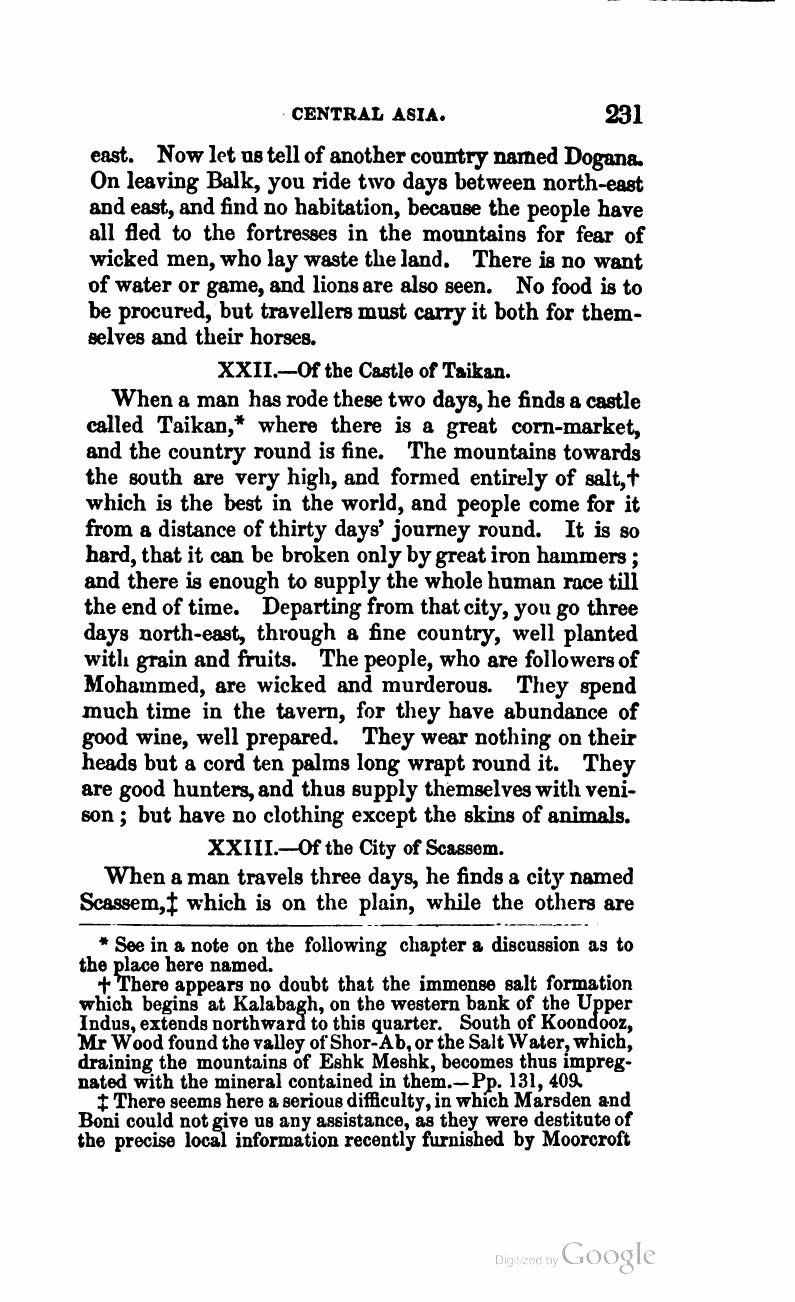 CENTRAL ASIA. 231
east. Now let us tell of another country named Dogana.
On leaving Balk, you ride two days between north-east
and east, and find no habitation, because the people have
all fled to the fortresses in the mountains for fear of
wicked men, who lay waste the land. There is no want
of water or game, and lions are also seen. No food is to
be procured, but travellers must carry it both for them-
selves and their horses.
XXII.—Of the Castle of Taikan.
When a man has rode these two days, he finds a castle
called Taikan,* where there is a great corn-market,
and the country round is fine. The mountains towards
the south are very high, and formed entirely of salt,†
which is the best in the world, and people come for it
from a distance of thirty days' journey round. It is so
hard, that it can be broken only by great iron hammers;
and there is enough to supply the whole human race till
the end of time. Departing from that city, you go three
days north-east, through a fine country, well planted
with grain and fruits. The people, who are followers of
Mohammed, are wicked and murderous. They spend
much time in the tavern, for they have abundance of
good wine, well prepared. They wear nothing on their
heads but a cord ten palms long wrapt round it. They
are good hunters, and thus supply themselves with veni-
son; but have no clothing except the skins of animals.
XXIII.—Of the City of Scassem.
When a man travels three days, he finds a city named
Scassem,‡ which is on the plain, while the others are
* See in a note on the following chapter a discussion as to
the place here named.
† There appears no doubt that the immense salt formation
which begins at Kalabagh, on the western bank of the Upper
Indus, extends northward to this quarter. South of Koondooz,
Mr Wood found the valley of Shor-Ab, or the Salt Water, which,
draining the mountains of Eshk Meshk, becomes thus impreg-
nated with the mineral contained in them.—Pp. 131, 409.
‡ There seems here a serious difficulty, in which Marsden and
Boni could not give us any assistance, as they were destitute of
the precise local information recently furnished by Moorcroft
Digitized by Google